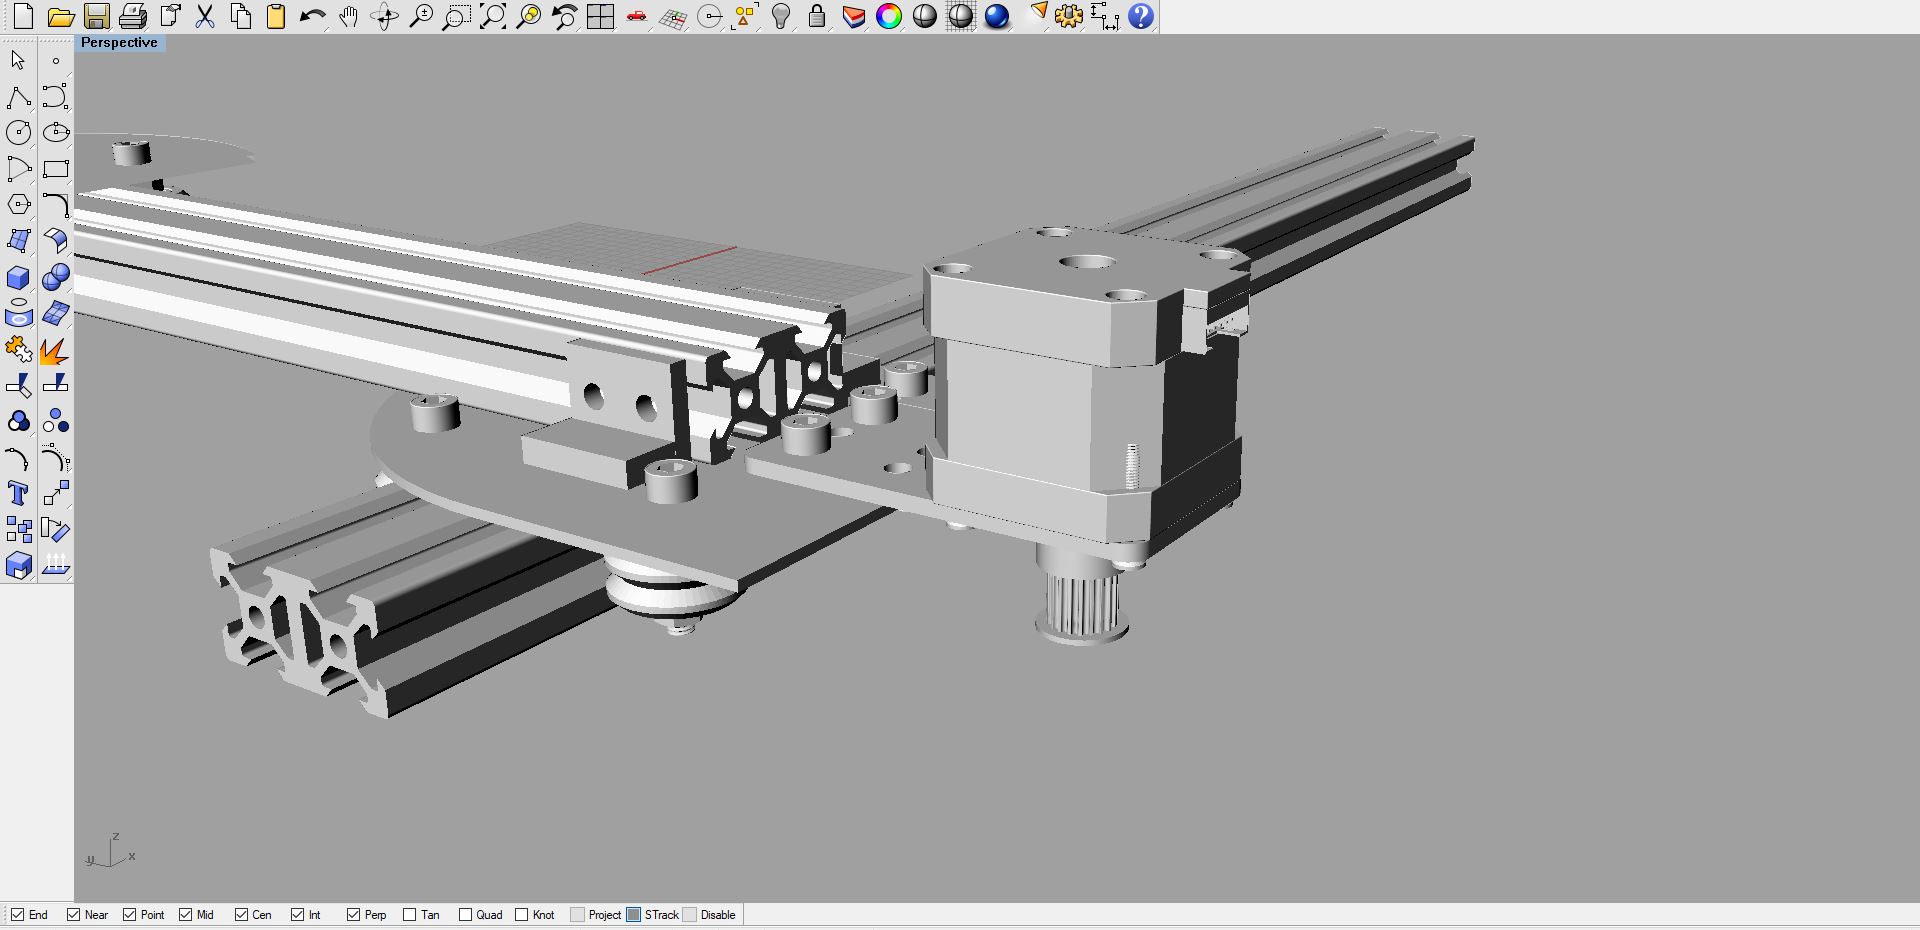 Perspective
z
y
x
End Near Point Mid Cen Int Perp Tan Quad Knot Project STrack Disable